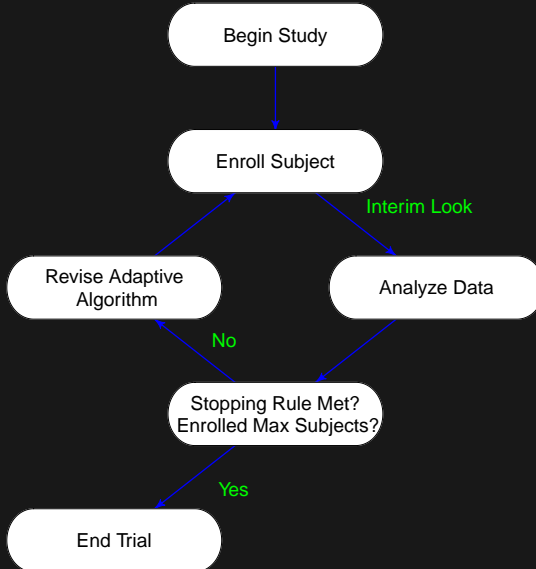 Begin Study
Enroll Subject
Interim Look
Revise Adaptive
Algorithm
Analyze Data
No
Stopping Rule Met?
Enrolled Max Subjects?
Yes
End Trial